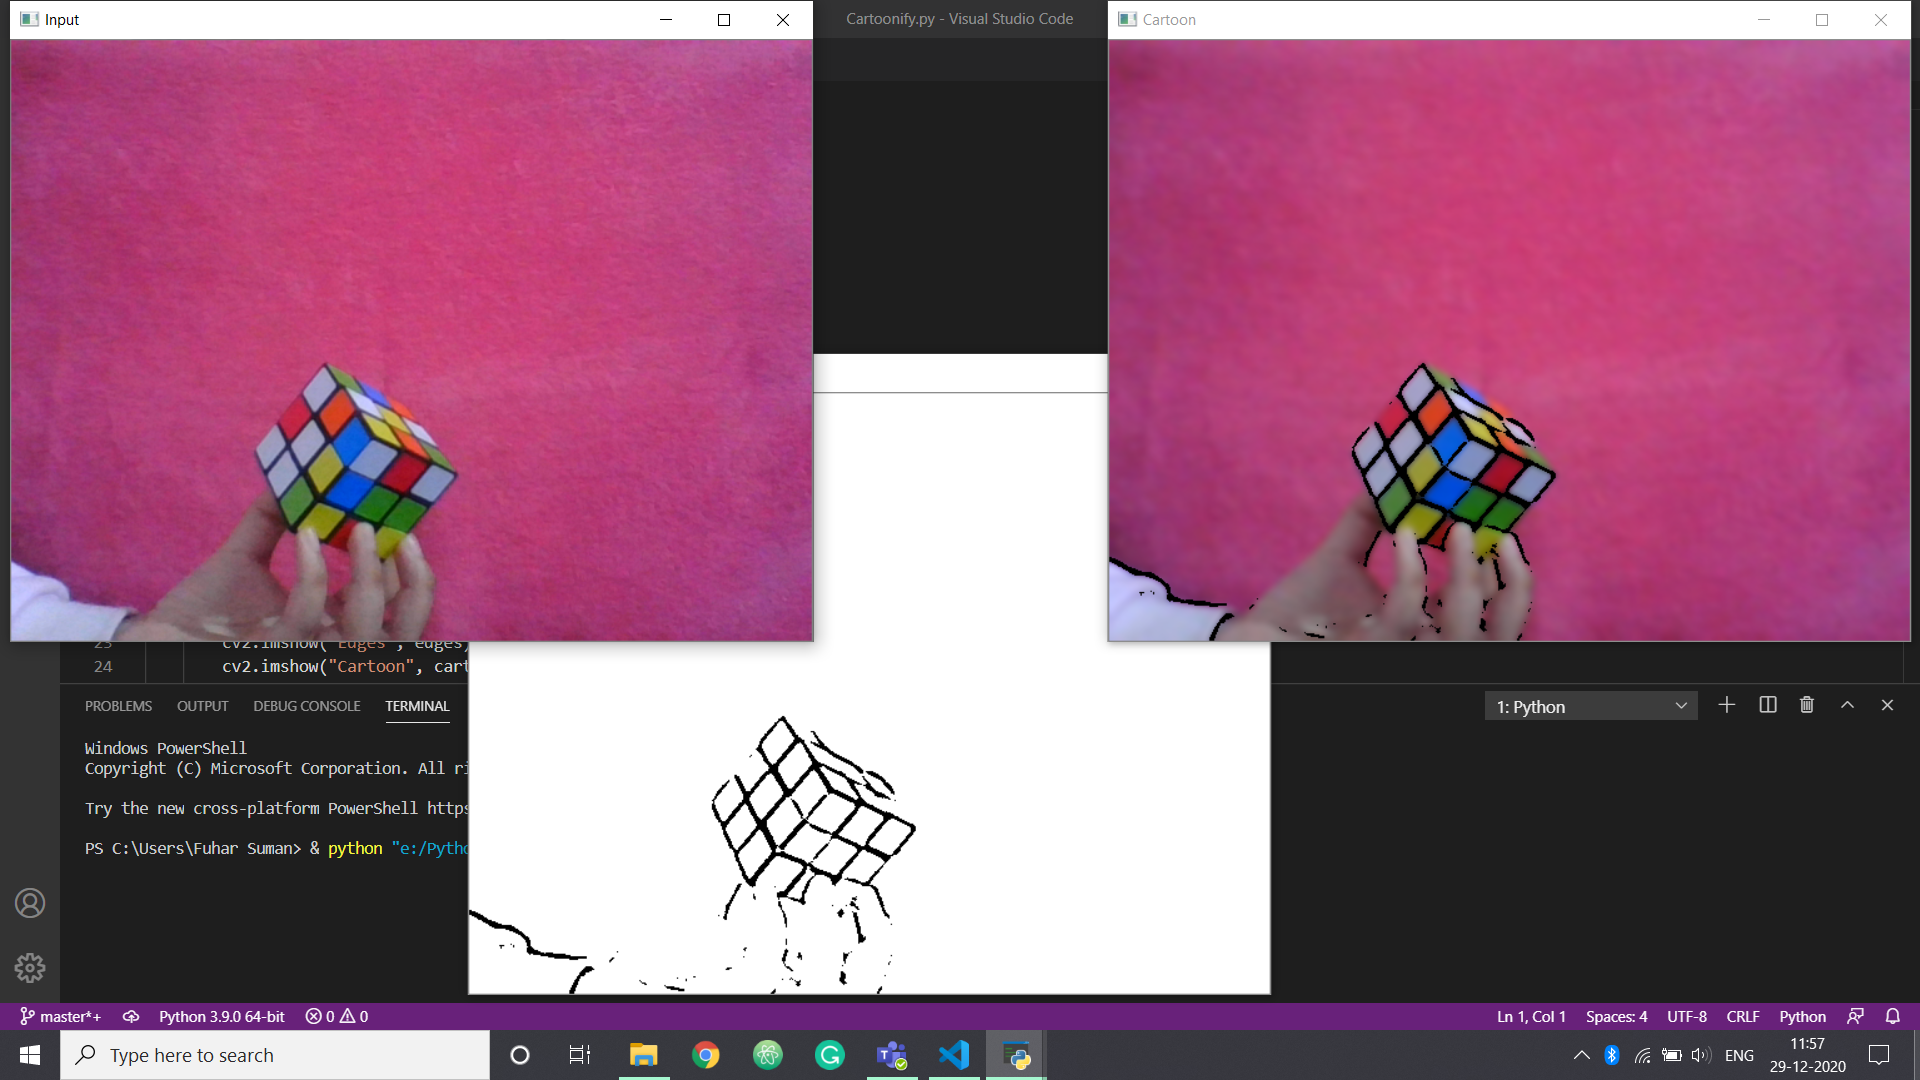 Input
Cartoonify.py - Visual Studio Code
Cartoon
23 cv2.imshow("Edges", edges)
24 cv2.imshow("Cartoon", cart
PROBLEMS OUTPUT DEBUG CONSOLE TERMINAL
1: Python
Windows PowerShell
Copyright (C) Microsoft Corporation. All ri
Try the new cross-platform PowerShell https
PS C:\Users\Fuhar Suman> & python "e:/Pytho
master*+ Python 3.9.0 64-bit 0 0 Ln 1, Col 1 Spaces: 4 UTF-8 CRLF Python
Type here to search
ENG
11:57
29-12-2020